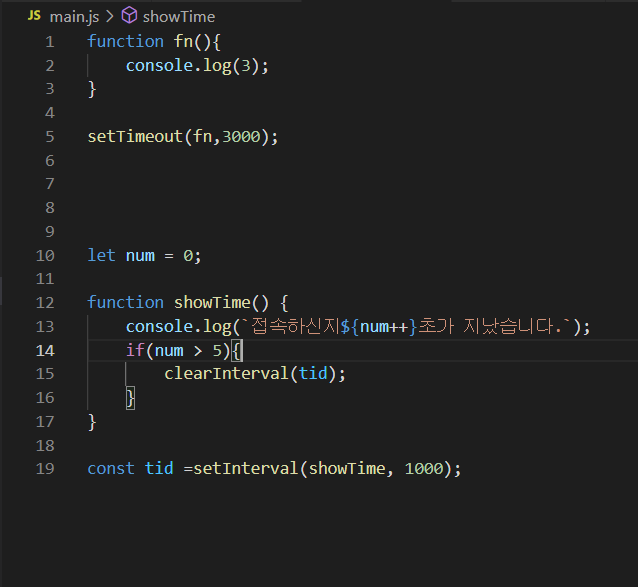 JS main.js > showTime
1 function fn(){
2 console.log(3);
3 }
4
5 setTimeout(fn,3000);
6
7
8
9
10 let num = 0;
11
12 function showTime() {
13 console.log(`접속하신지${num++}초가 지났습니다.`);
14 if(num > 5){
15 clearInterval(tid);
16 }
17 }
18
19 const tid =setInterval(showTime, 1000);